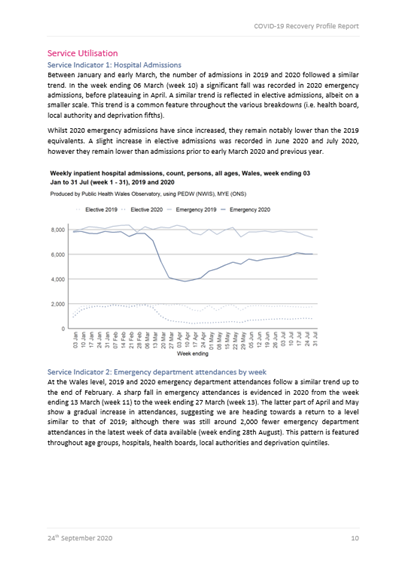 COVID-19 Recovery Profile Report
Service Utilisation
Service Indicator 1: Hospital Admissions
Between January and early March, the number of admissions in 2019 and 2020 followed a similar
trend. In the week ending 06 March (week 10) a significant fall was recorded in 2020 emergency
admissions, before plateauing in April. A similar trend is reflected in elective admissions, albeit on a
smaller scale. This trend is a common feature throughout the various breakdowns (i.e. health board,
local authority and deprivation fifths).
Whilst 2020 emergency admissions have since increased, they remain notably lower than the 2019
equivalents. A slight increase in elective admissions was recorded in June 2020 and July 2020,
however they remain lower than admissions prior to early March 2020 and previous year.
Weekly inpatient hospital admissions, count, persons, all ages, Wales, week ending 03
Jan to 31 Jul (week 1 - 31), 2019 and 2020
Produced by Public Health Wales Observatory, using PEDW (NWIS), MYE (ONS)
Elective 2019 Elective 2020 Emergency 2019 Emergency 2020
8,000
6,000
4,000
2,000
0
03 Jan
10 Jan
17 Jan
24 Jan
31 Jan
07 Feb
14 Feb
21 Feb
28 Feb
06 Mar
13 Mar
20 Mar
27 Mar
03 Apr
10 Apr
17 Apr
24 Apr
01 May
08 May
15 May
22 May
29 May
05 Jun
12 Jun
19 Jun
26 Jun
03 Jul
10 Jul
17 Jul
24 Jul
31 Jul
Week ending
Service Indicator 2: Emergency department attendances by week
At the Wales level, 2019 and 2020 emergency department attendances follow a similar trend up to
the end of February. A sharp fall in emergency attendances is evidenced in 2020 from the week
ending 13 March (week 11) to the week ending 27 March (week 13). The latter part of April and May
show a gradual increase in attendances, suggesting we are heading towards a return to a level
similar to that of 2019; although there was still around 2,000 fewer emergency department
attendances in the latest week of data available (week ending 28th August). This pattern is featured
throughout age groups, hospitals, health boards, local authorities and deprivation quintiles.
24th September 2020
10